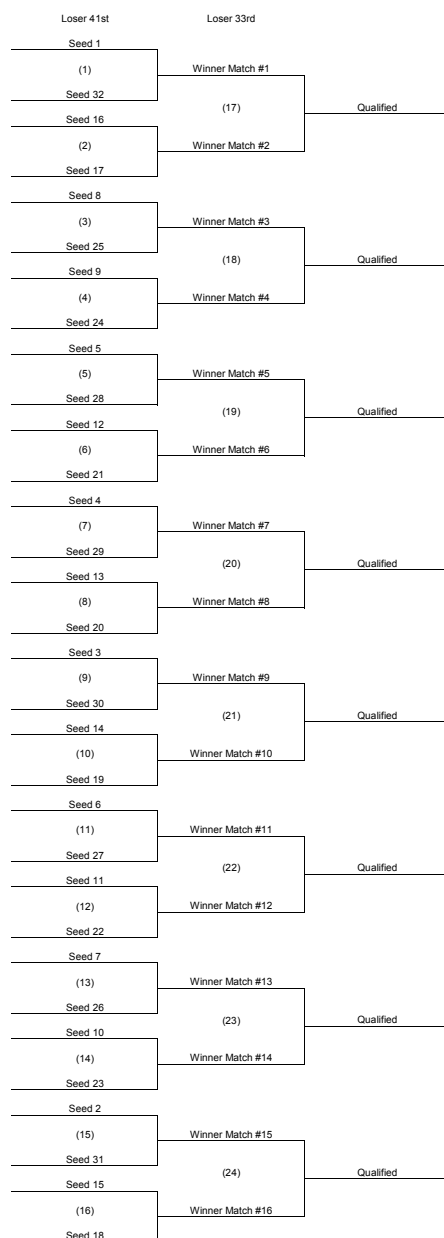 Loser 41st
Loser 33rd
Seed 1
(1)
Winner Match #1
Seed 32
(17)
Qualified
Seed 16
(2)
Winner Match #2
Seed 17
Seed 8
(3)
Winner Match #3
Seed 25
(18)
Qualified
Seed 9
(4)
Winner Match #4
Seed 24
Seed 5
(5)
Winner Match #5
Seed 28
(19)
Qualified
Seed 12
(6)
Winner Match #6
Seed 21
Seed 4
(7)
Winner Match #7
Seed 29
(20)
Qualified
Seed 13
(8)
Winner Match #8
Seed 20
Seed 3
(9)
Winner Match #9
Seed 30
(21)
Qualified
Seed 14
(10)
Winner Match #10
Seed 19
Seed 6
(11)
Winner Match #11
Seed 27
(22)
Qualified
Seed 11
(12)
Winner Match #12
Seed 22
Seed 7
(13)
Winner Match #13
Seed 26
(23)
Qualified
Seed 10
(14)
Winner Match #14
Seed 23
Seed 2
(15)
Winner Match #15
Seed 31
(24)
Qualified
Seed 15
(16)
Winner Match #16
Seed 18